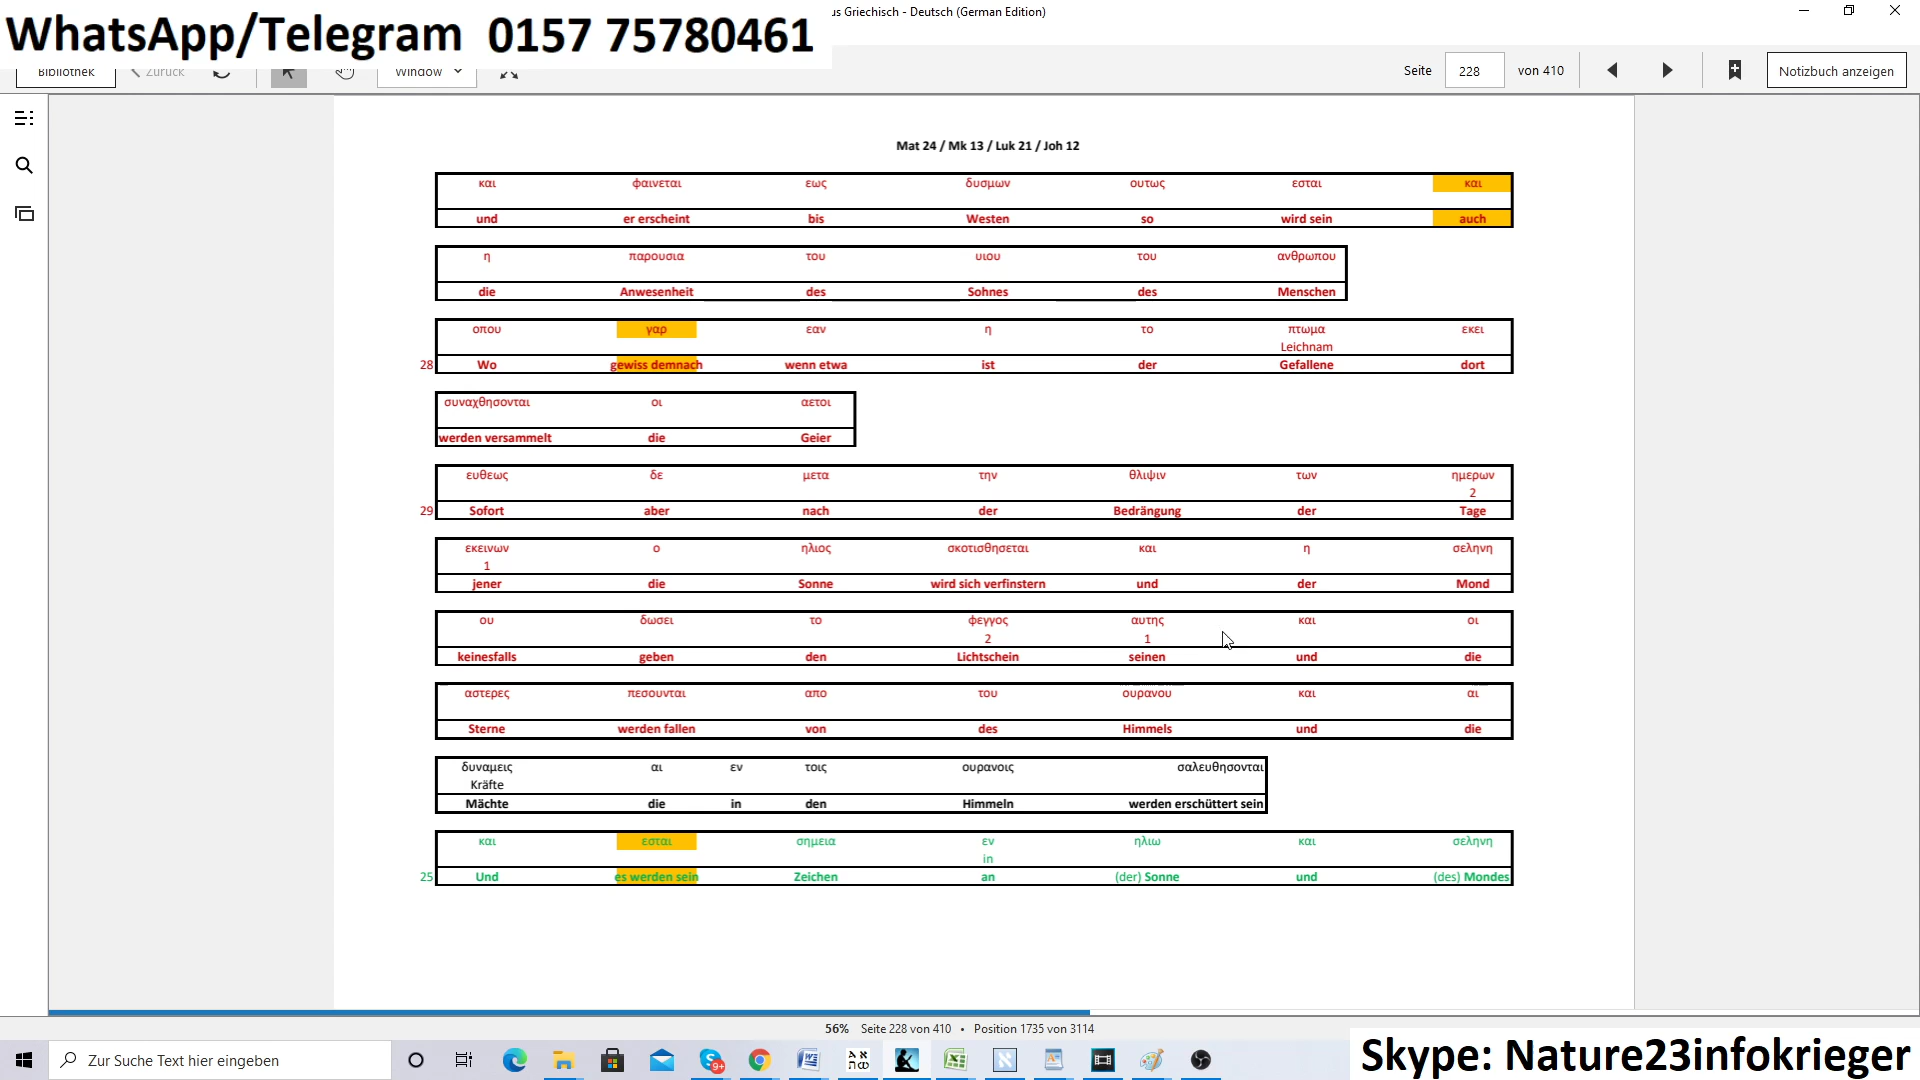 WhatsApp/Telegram 0157 75780461
us Griechisch - Deutsch (German Edition)
Bibliothek Zurück Window Seite 228 von 410 Notizbuch anzeigen
Mat 24 / Mk 13 / Luk 21 / Joh 12
και φαινεται εως δυσμων ουτως εσται και
und er erscheint bis Westen so wird sein auch
η παρουσια του υιου του ανθρωπου
die Anwesenheit des Sohnes des Menschen
οπου γαρ εαν η το πτωμα εκει
Leichnam
28 Wo gewiss demnach wenn etwa ist der Gefallene dort
συναχθησονται οι αετοι
werden versammelt die Geier
ευθεως δε μετα την θλιψιν των ημερων
2
29 Sofort aber nach der Bedrängung der Tage
εκεινων ο ηλιος σκοτισθησεται και η σεληνη
1
jener die Sonne wird sich verfinstern und der Mond
ου δωσει το φεγγος αυτης και οι
2 1
keinesfalls geben den Lichtschein seinen und die
αστερες πεσουνται απο του ουρανου και αι
Sterne werden fallen von des Himmels und die
δυναμεις αι εν τοις ουρανοις σαλευθησονται
Kräfte
Mächte die in den Himmeln werden erschüttert sein
και εσται σημεια εν ηλιω και σεληνη
in
25 Und es werden sein Zeichen an (der) Sonne und (des) Mondes
56% Seite 228 von 410 • Position 1735 von 3114
Zur Suche Text hier eingeben
Skype: Nature23infokrieger